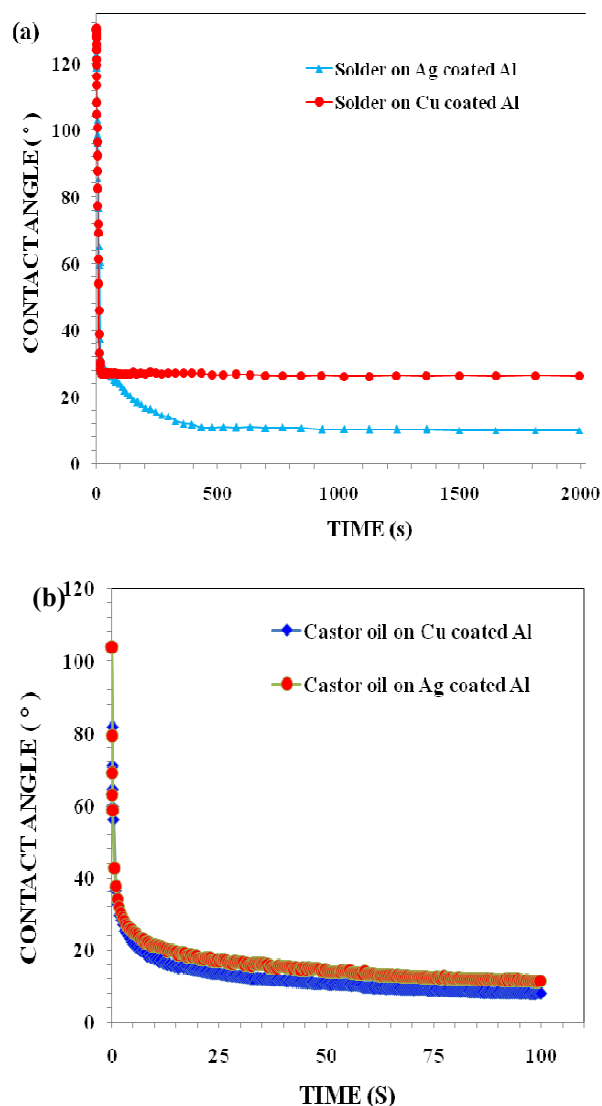 (a)
120
100
80
60
40
20
0
CONTACT ANGLE ( ° )
Solder on Ag coated Al
Solder on Cu coated Al
0 500 1000 1500 2000
TIME (s)
(b)
120
100
80
60
40
20
0
CONTACT ANGLE ( ° )
Castor oil on Cu coated Al
Castor oil on Ag coated Al
0 25 50 75 100
TIME (S)